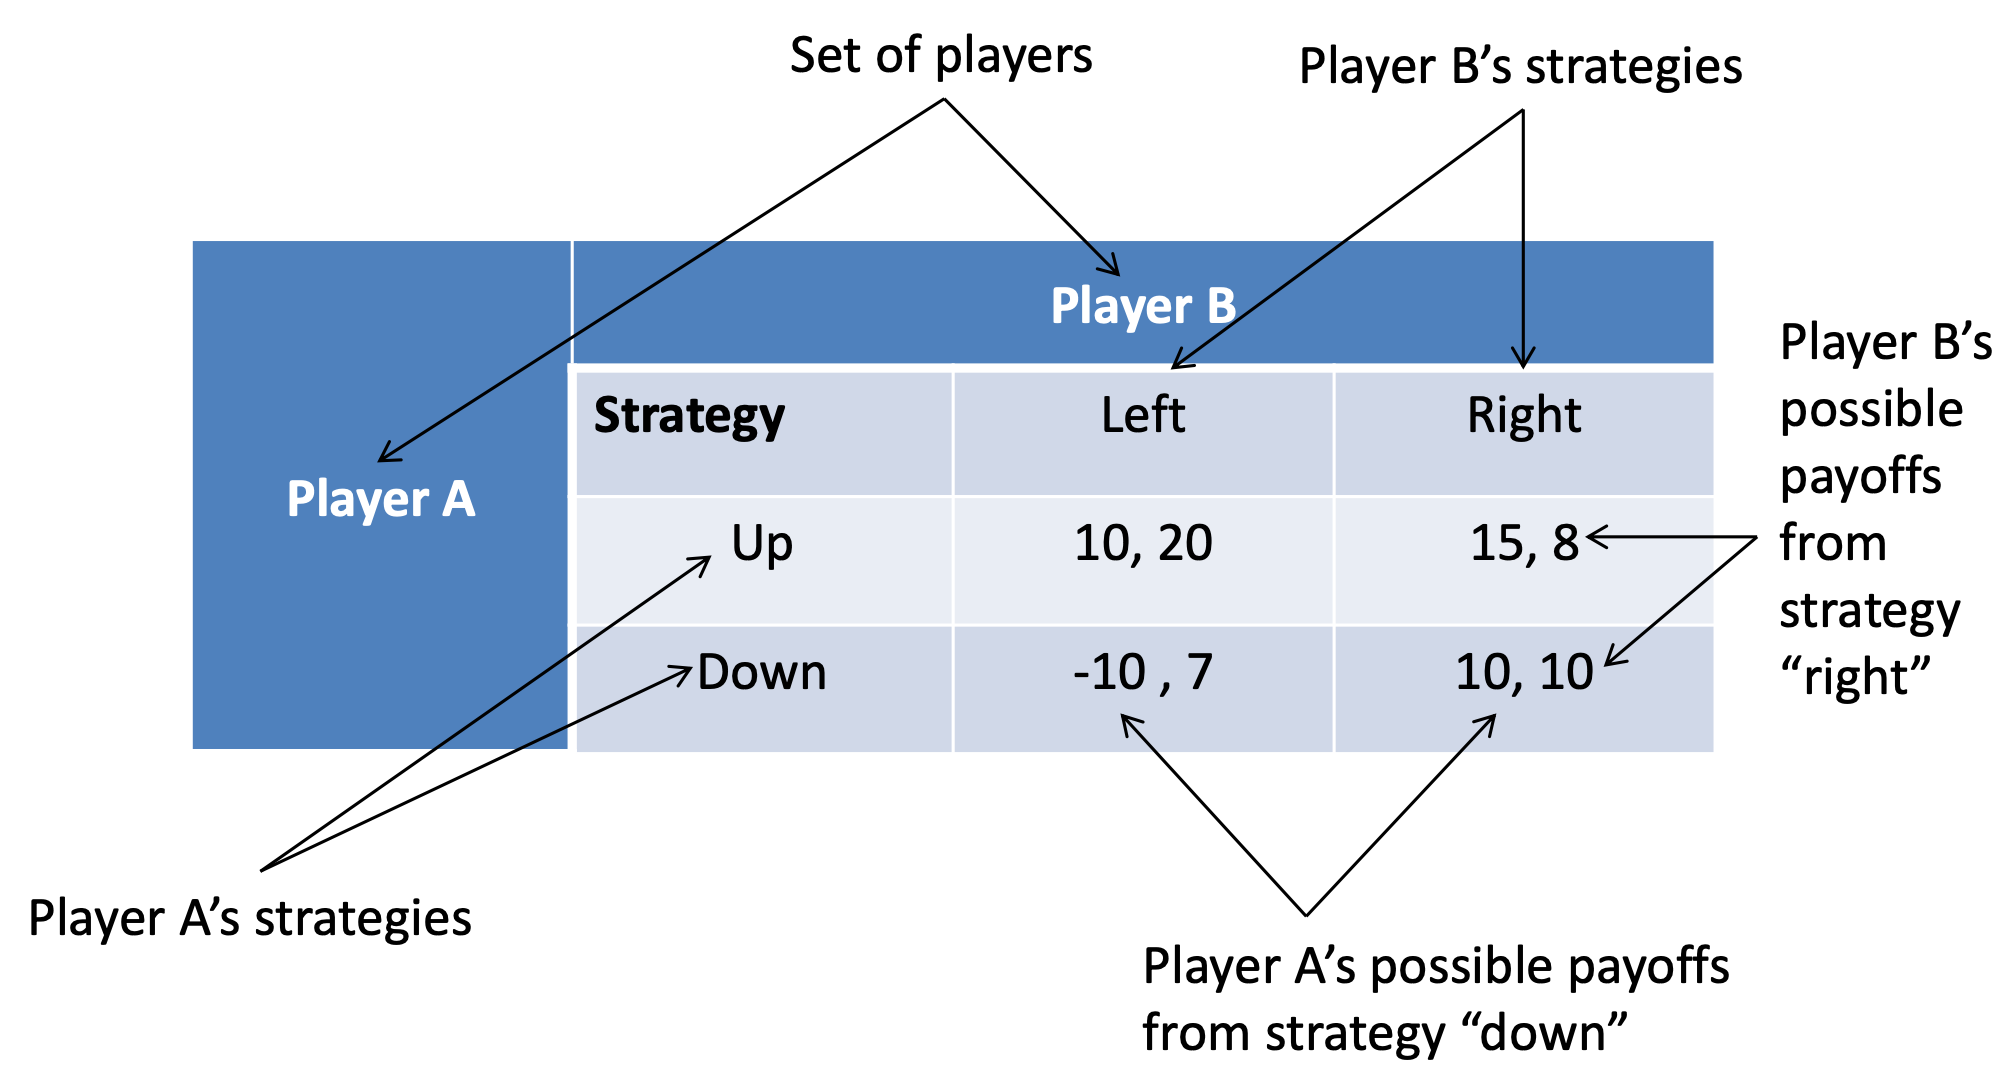 Set of players
Player B’s strategies
Player B
Player A
Strategy Left Right
Up 10, 20 15, 8
Down -10 , 7 10, 10
Player B’s
possible
payoffs
from
strategy
“right”
Player A’s strategies
Player A’s possible payoffs
from strategy “down”